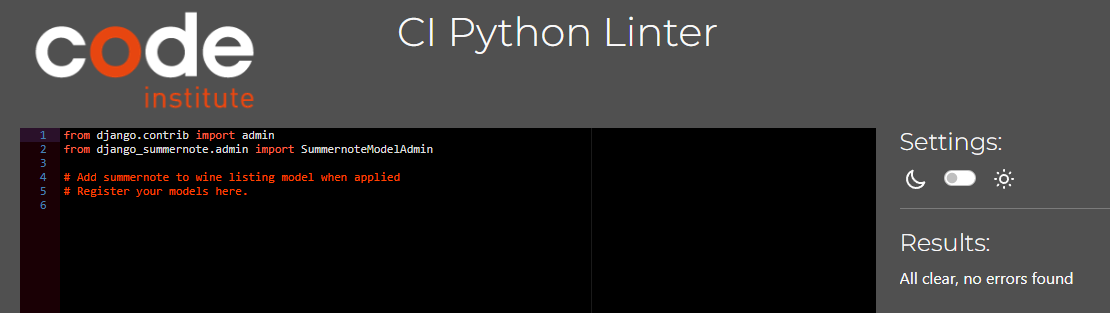 code
institute
CI Python Linter
1 from django.contrib import admin
2 from django_summernote.admin import SummernoteModelAdmin
3
4 # Add summernote to wine listing model when applied
5 # Register your models here.
6
Settings:
Results:
All clear, no errors found